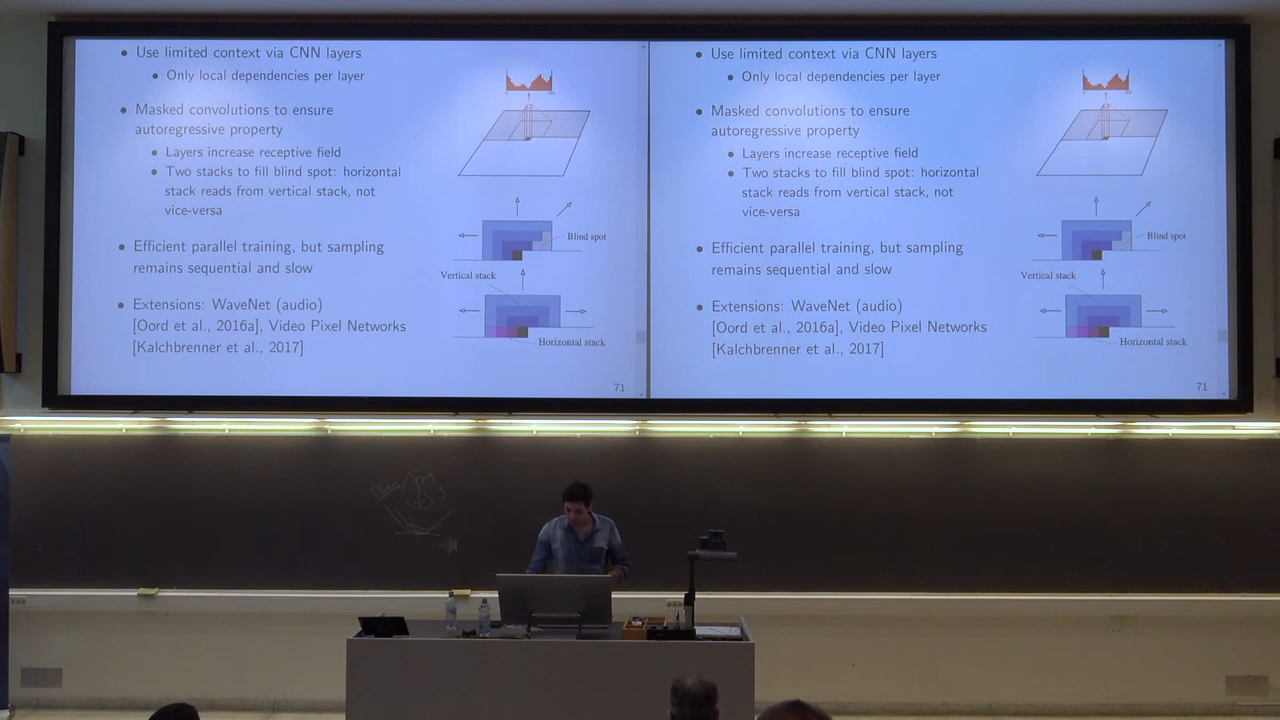 • Use limited context via CNN layers
• Only local dependencies per layer
• Masked convolutions to ensure
autoregressive property
• Layers increase receptive field
• Two stacks to fill blind spot: horizontal
stack reads from vertical stack, not
vice-versa
• Efficient parallel training, but sampling
remains sequential and slow
• Extensions: WaveNet (audio)
[Oord et al., 2016a], Video Pixel Networks
[Kalchbrenner et al., 2017]
Blind spot
Vertical stack
Horizontal stack
71
• Use limited context via CNN layers
• Only local dependencies per layer
• Masked convolutions to ensure
autoregressive property
• Layers increase receptive field
• Two stacks to fill blind spot: horizontal
stack reads from vertical stack, not
vice-versa
• Efficient parallel training, but sampling
remains sequential and slow
• Extensions: WaveNet (audio)
[Oord et al., 2016a], Video Pixel Networks
[Kalchbrenner et al., 2017]
Blind spot
Vertical stack
Horizontal stack
71